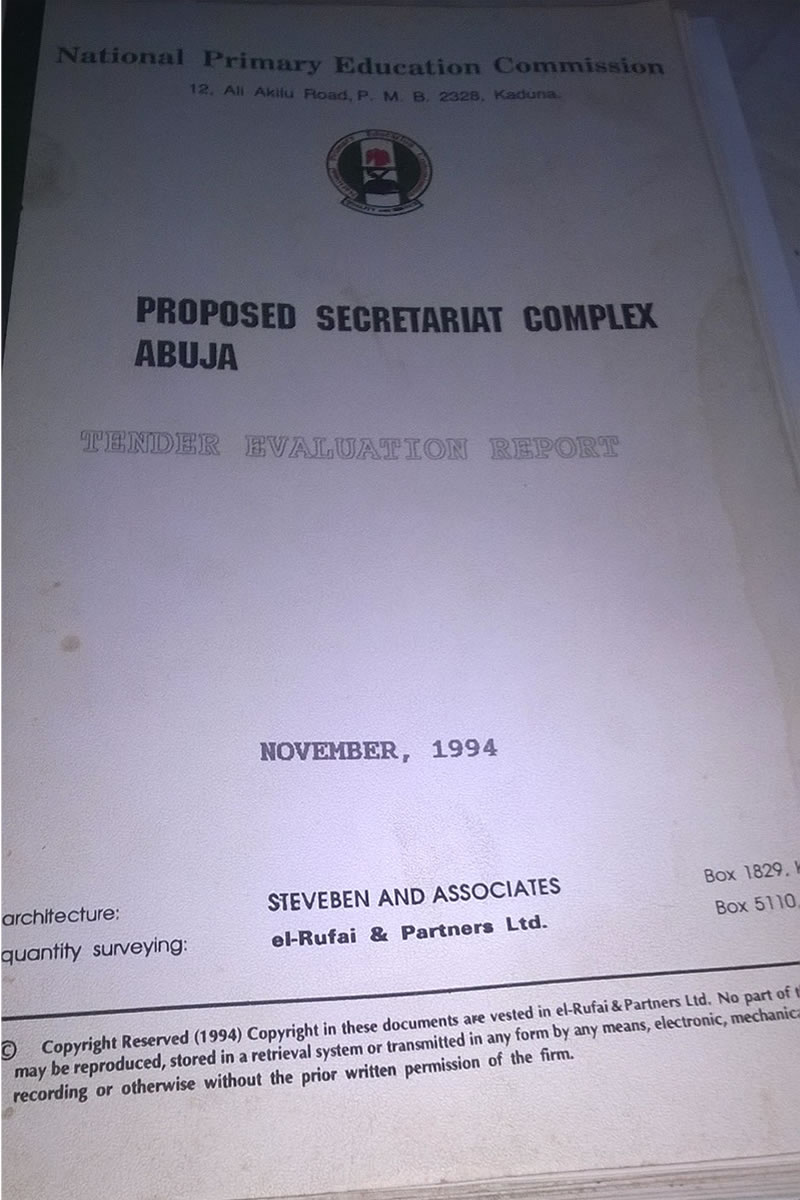 National Primary Education Commission
12, Ali Akilu Road, P. M. B. 2328, Kaduna.
PROPOSED SECRETARIAT COMPLEX
ABUJA
TENDER EVALUATION REPORT
NOVEMBER, 1994
architecture: STEVEBEN AND ASSOCIATES Box 1829,
quantity surveying: el-Rufai & Partners Ltd. Box 5110,
© Copyright Reserved (1994) Copyright in these documents are vested in el-Rufai & Partners Ltd. No part of
may be reproduced, stored in a retrieval system or transmitted in any form by any means, electronic,
recording or otherwise without the prior written permission of the firm.